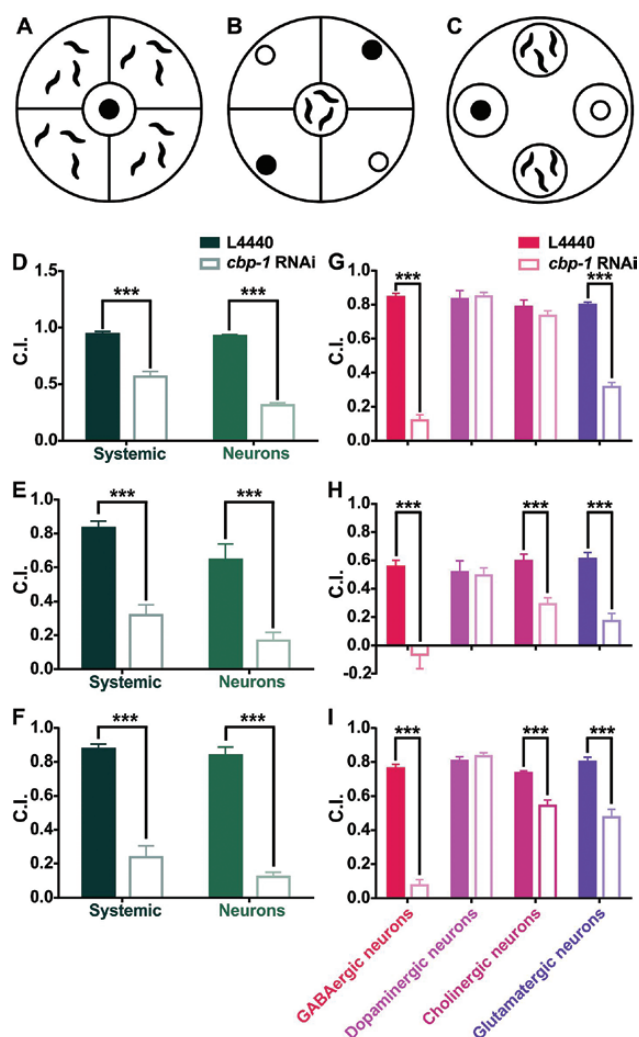 A
B
C
L4440
cbp-1 RNAi
D
1.5
1.0
0.5
0.0
C.I.
***
***
Systemic
Neurons
E
1.0
0.8
0.6
0.4
0.2
0.0
C.I.
***
***
Systemic
Neurons
F
1.0
0.8
0.6
0.4
0.2
0.0
C.I.
***
***
Systemic
Neurons
L4440
cbp-1 RNAi
G
1.0
0.8
0.6
0.4
0.2
0.0
C.I.
***
***
H
1.0
0.8
0.6
0.4
0.2
0.0
-0.2
C.I.
***
***
***
I
1.0
0.8
0.6
0.4
0.2
0.0
C.I.
***
***
***
GABAergic neurons
Dopaminergic neurons
Cholinergic neurons
Glutamatergic neurons